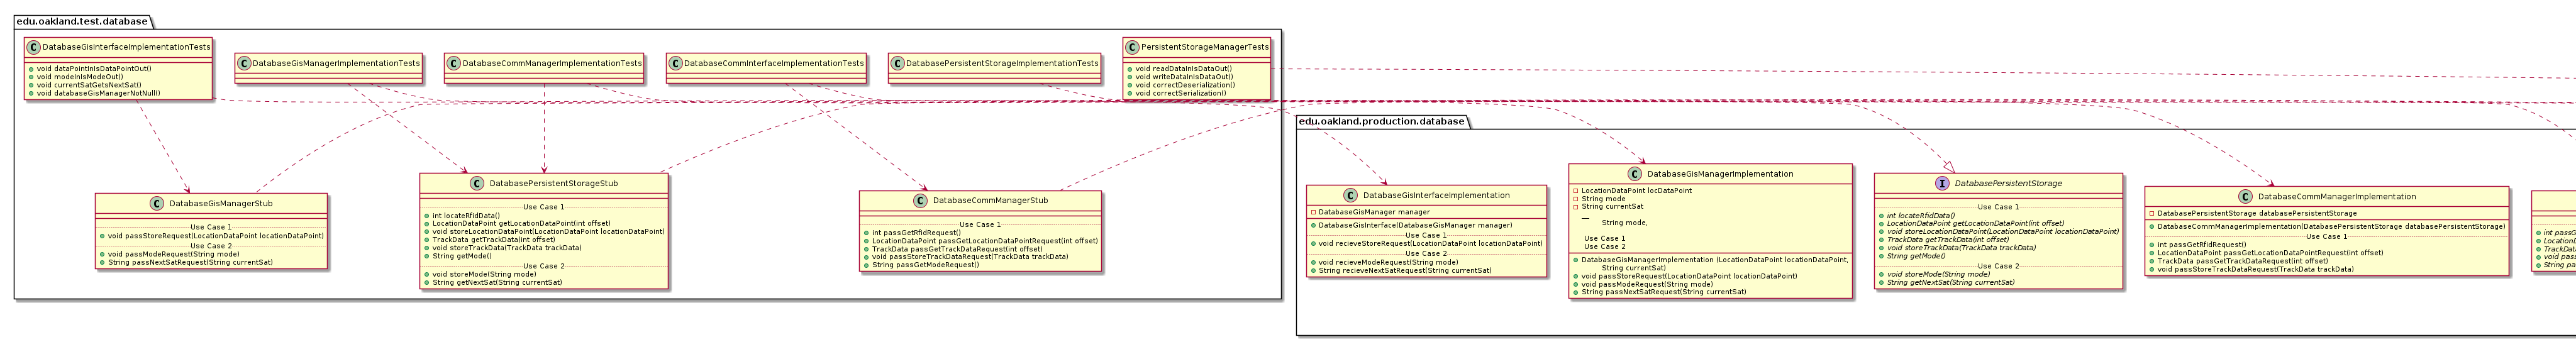 edu.oakland.test.database
DatabaseGisInterfaceImplementationTests
void dataPointInIsDataPointOut()
void modeInIsModeOut()
void currentSatGetsNextSat()
void databaseGisManagerNotNull()
DatabaseGisManagerImplementationTests
DatabaseCommManagerImplementationTests
DatabaseCommInterfaceImplementationTests
DatabasePersistentStorageImplementationTests
PersistentStorageManagerTests
void readDataInIsDataOut()
void writeDataInIsDataOut()
void correctDeserialization()
void correctSerialization()
DatabaseGisManagerStub
Use Case 1
void passStoreRequest(LocationDataPoint locationDataPoint)
Use Case 2
void passModeRequest(String mode)
String passNextSatRequest(String currentSat)
DatabasePersistentStorageStub
Use Case 1
int locateRfidData()
LocationDataPoint getLocationDataPoint(int offset)
void storeLocationDataPoint(LocationDataPoint locationDataPoint)
TrackData getTrackData(int offset)
void storeTrackData(TrackData trackData)
String getMode()
Use Case 2
void storeMode(String mode)
String getNextSat(String currentSat)
DatabaseCommManagerStub
Use Case 1
int passGetRfidRequest()
LocationDataPoint passGetLocationDataPointRequest(int offset)
TrackData passGetTrackDataRequest(int offset)
void passStoreTrackDataRequest(TrackData trackData)
String passGetModeRequest()
edu.oakland.production.database
DatabaseGisInterfaceImplementation
DatabaseGisManager manager
DatabaseGisInterface(DatabaseGisManager manager)
Use Case 1
void recieveStoreRequest(LocationDataPoint locationDataPoint)
Use Case 2
void recieveModeRequest(String mode)
String recieveNextSatRequest(String currentSat)
DatabaseGisManagerImplementation
LocationDataPoint locDataPoint
String mode
String currentSat
__
String mode,
Use Case 1
Use Case 2
DatabaseGisManagerImplementation (LocationDataPoint locationDataPoint,
String currentSat)
void passStoreRequest(LocationDataPoint locationDataPoint)
void passModeRequest(String mode)
String passNextSatRequest(String currentSat)
DatabasePersistentStorage
Use Case 1
int locateRfidData()
LocationDataPoint getLocationDataPoint(int offset)
void storeLocationDataPoint(LocationDataPoint locationDataPoint)
TrackData getTrackData(int offset)
void storeTrackData(TrackData trackData)
String getMode()
Use Case 2
void storeMode(String mode)
String getNextSat(String currentSat)
DatabaseCommManagerImplementation
DatabasePersistentStorage databasePersistentStorage
DatabaseCommManagerImplementation(DatabasePersistentStorage databasePersistentStorage)
Use Case 1
int passGetRfidRequest()
LocationDataPoint passGetLocationDataPointRequest(int offset)
TrackData passGetTrackDataRequest(int offset)
void passStoreTrackDataRequest(TrackData trackData)
int
void
String